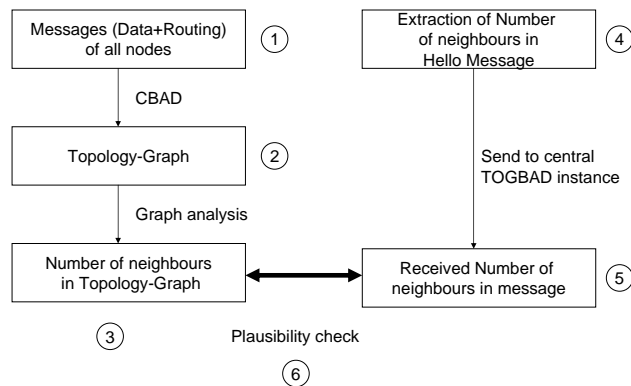 Messages (Data+Routing)
of all nodes
1
CBAD
Topology-Graph
2
Graph analysis
Number of neighbours
in Topology-Graph
3
Extraction of Number
of neighbours in
Hello Message
4
Send to central
TOGBAD instance
Received Number of
neighbours in message
5
Plausibility check
6